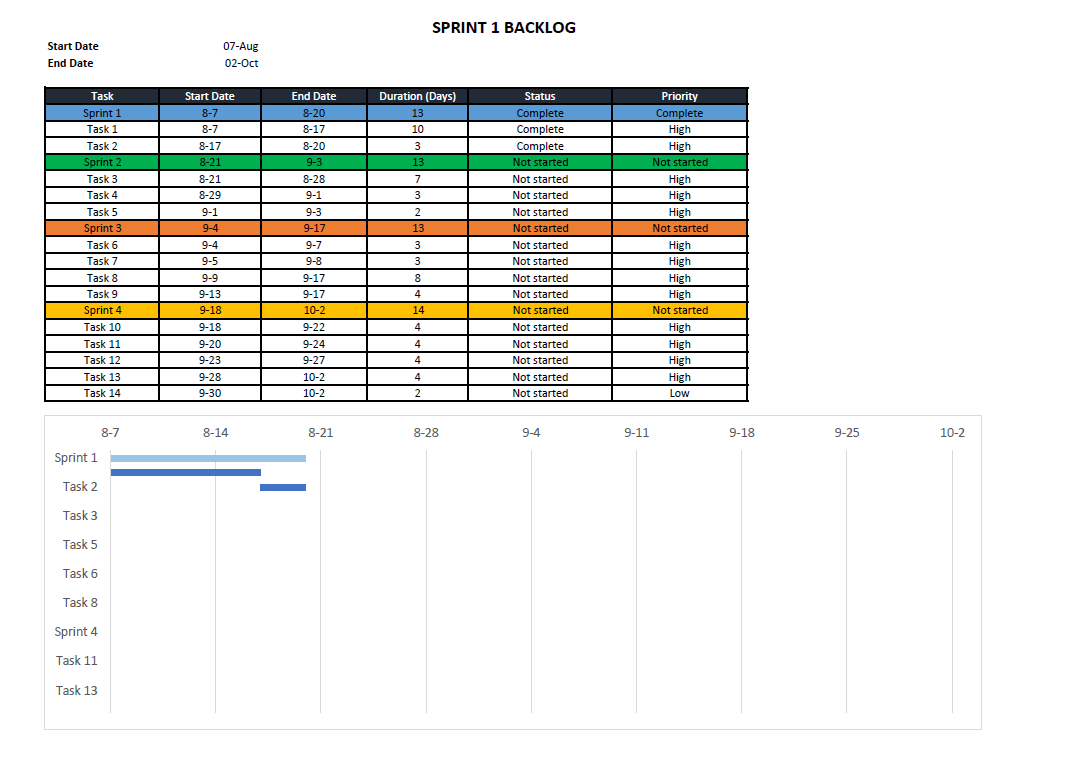 SPRINT 1 BACKLOG
Start Date 07-Aug
End Date 02-Oct
Task Start Date End Date Duration (Days) Status Priority
Sprint 1 8-7 8-20 13 Complete Complete
Task 1 8-7 8-17 10 Complete High
Task 2 8-17 8-20 3 Complete High
Sprint 2 8-21 9-3 13 Not started Not started
Task 3 8-21 8-28 7 Not started High
Task 4 8-29 9-1 3 Not started High
Task 5 9-1 9-3 2 Not started High
Sprint 3 9-4 9-17 13 Not started Not started
Task 6 9-4 9-7 3 Not started High
Task 7 9-5 9-8 3 Not started High
Task 8 9-9 9-17 8 Not started High
Task 9 9-13 9-17 4 Not started High
Sprint 4 9-18 10-2 14 Not started Not started
Task 10 9-18 9-22 4 Not started High
Task 11 9-20 9-24 4 Not started High
Task 12 9-23 9-27 4 Not started High
Task 13 9-28 10-2 4 Not started High
Task 14 9-30 10-2 2 Not started Low
8-7 8-14 8-21 8-28 9-4 9-11 9-18 9-25 10-2
Sprint 1
Task 2
Task 3
Task 5
Task 6
Task 8
Sprint 4
Task 11
Task 13